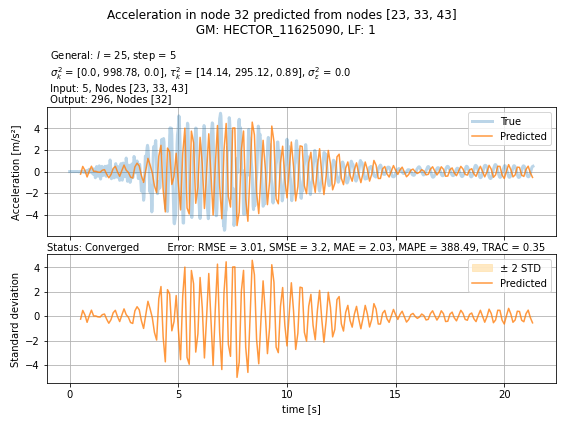 Acceleration in node 32 predicted from nodes [23, 33, 43]
GM: HECTOR_11625090, LF: 1
General: l = 25, step = 5
σ²ₖ = [0.0, 998.78, 0.0], τ²ₖ = [14.14, 295.12, 0.89], σ²ε = 0.0
Input: 5, Nodes [23, 33, 43]
Output: 296, Nodes [32]
Acceleration [m/s²]
4
2
0
−2
−4
True
Predicted
Status: Converged Error: RMSE = 3.01, SMSE = 3.2, MAE = 2.03, MAPE = 388.49, TRAC = 0.35
Standard deviation
4
2
0
−2
−4
± 2 STD
Predicted
0 5 10 15 20
time [s]